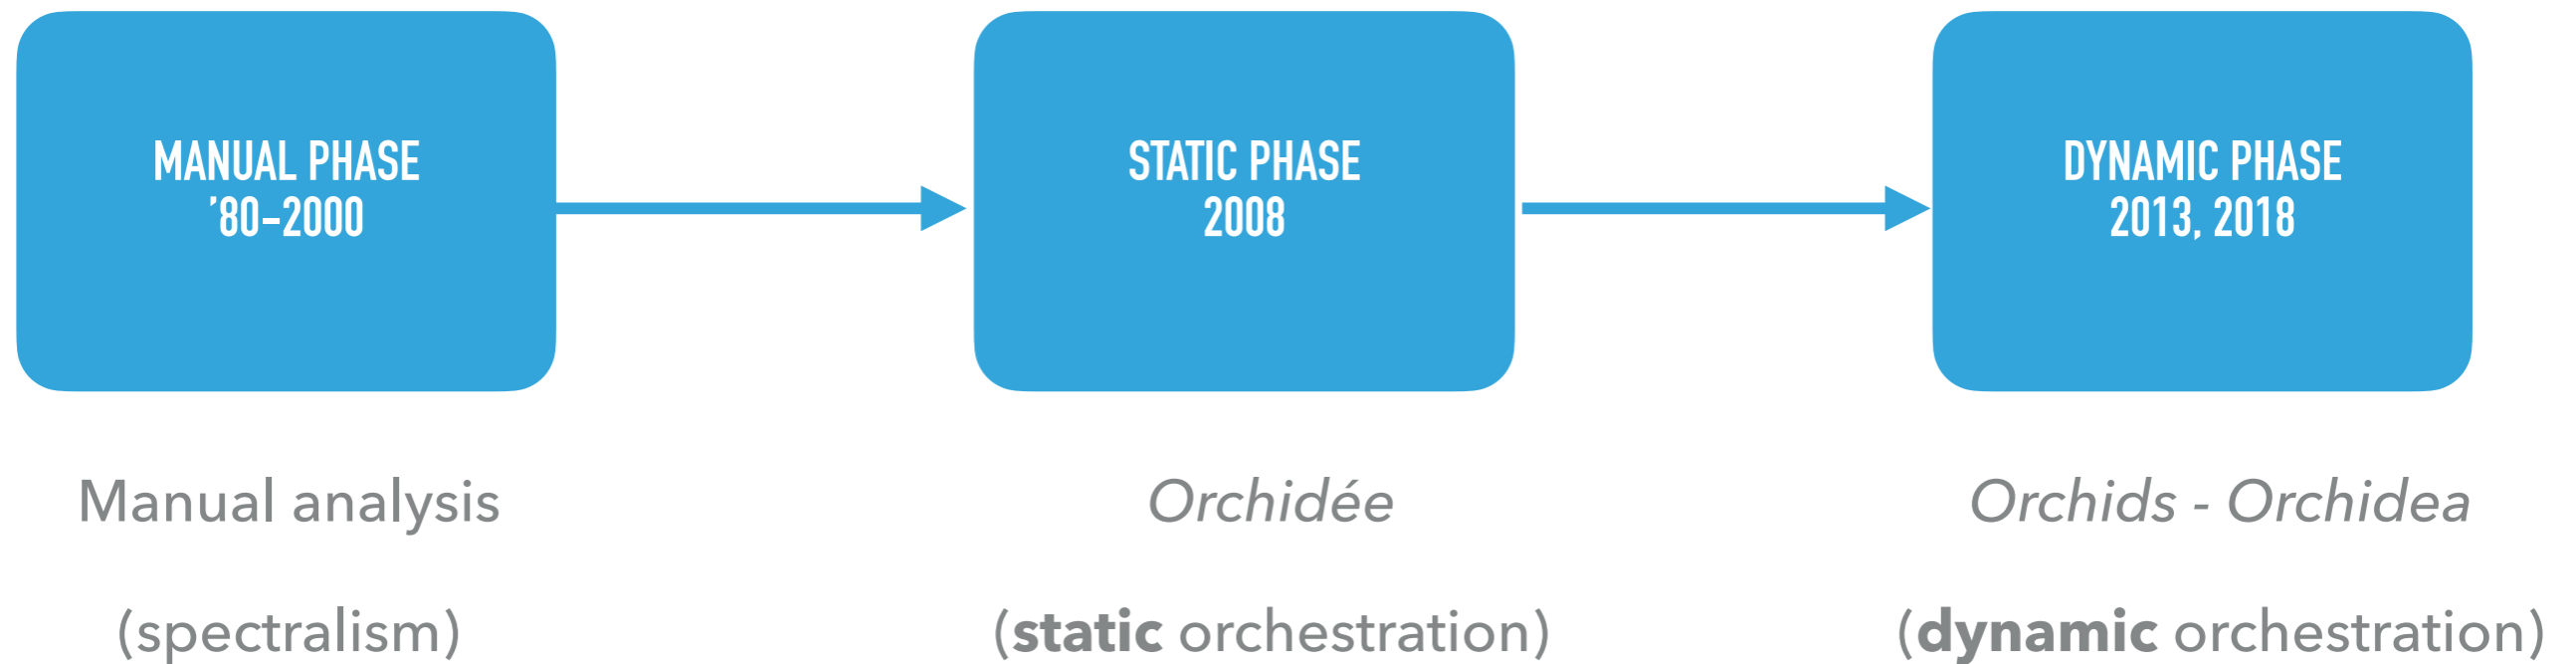 MANUAL PHASE
’80–2000
STATIC PHASE
2008
DYNAMIC PHASE
2013, 2018
Manual analysis
(spectralism)
Orchidée
(static orchestration)
Orchids - Orchidea
(dynamic orchestration)